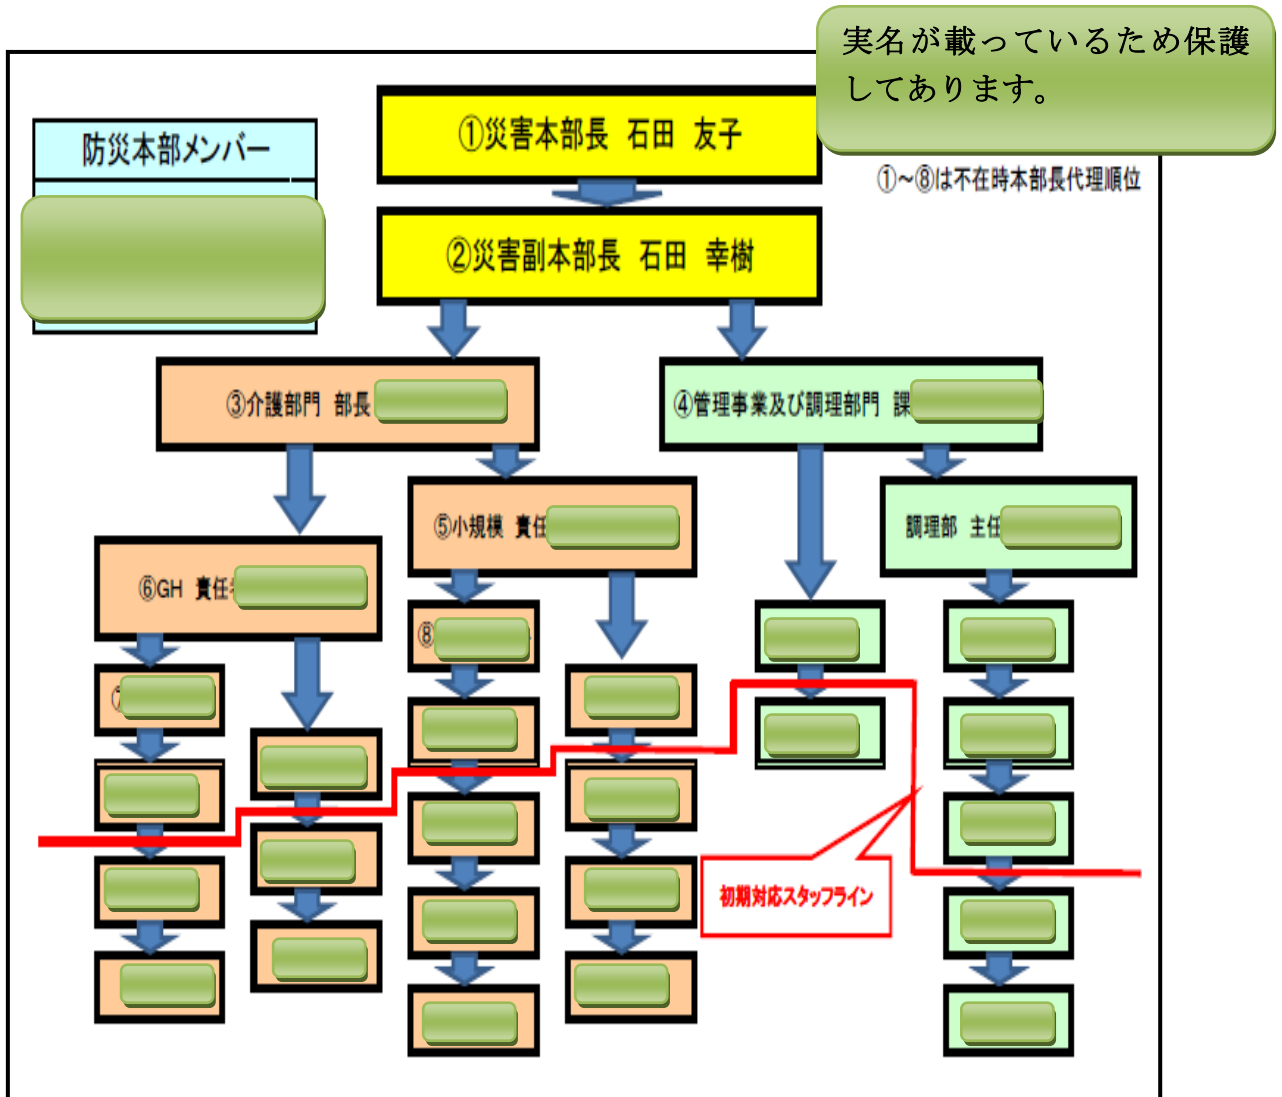 実名が載っているため保護
してあります。
防災本部メンバー
①災害本部長 石田 友子
①～⑧は不在時本部長代理順位
②災害副本部長 石田 幸樹
③介護部門 部長
④管理事業及び調理部門 課
⑤小規模 責任
調理部 主任
⑥GH 責任
⑧
初期対応スタッフライン